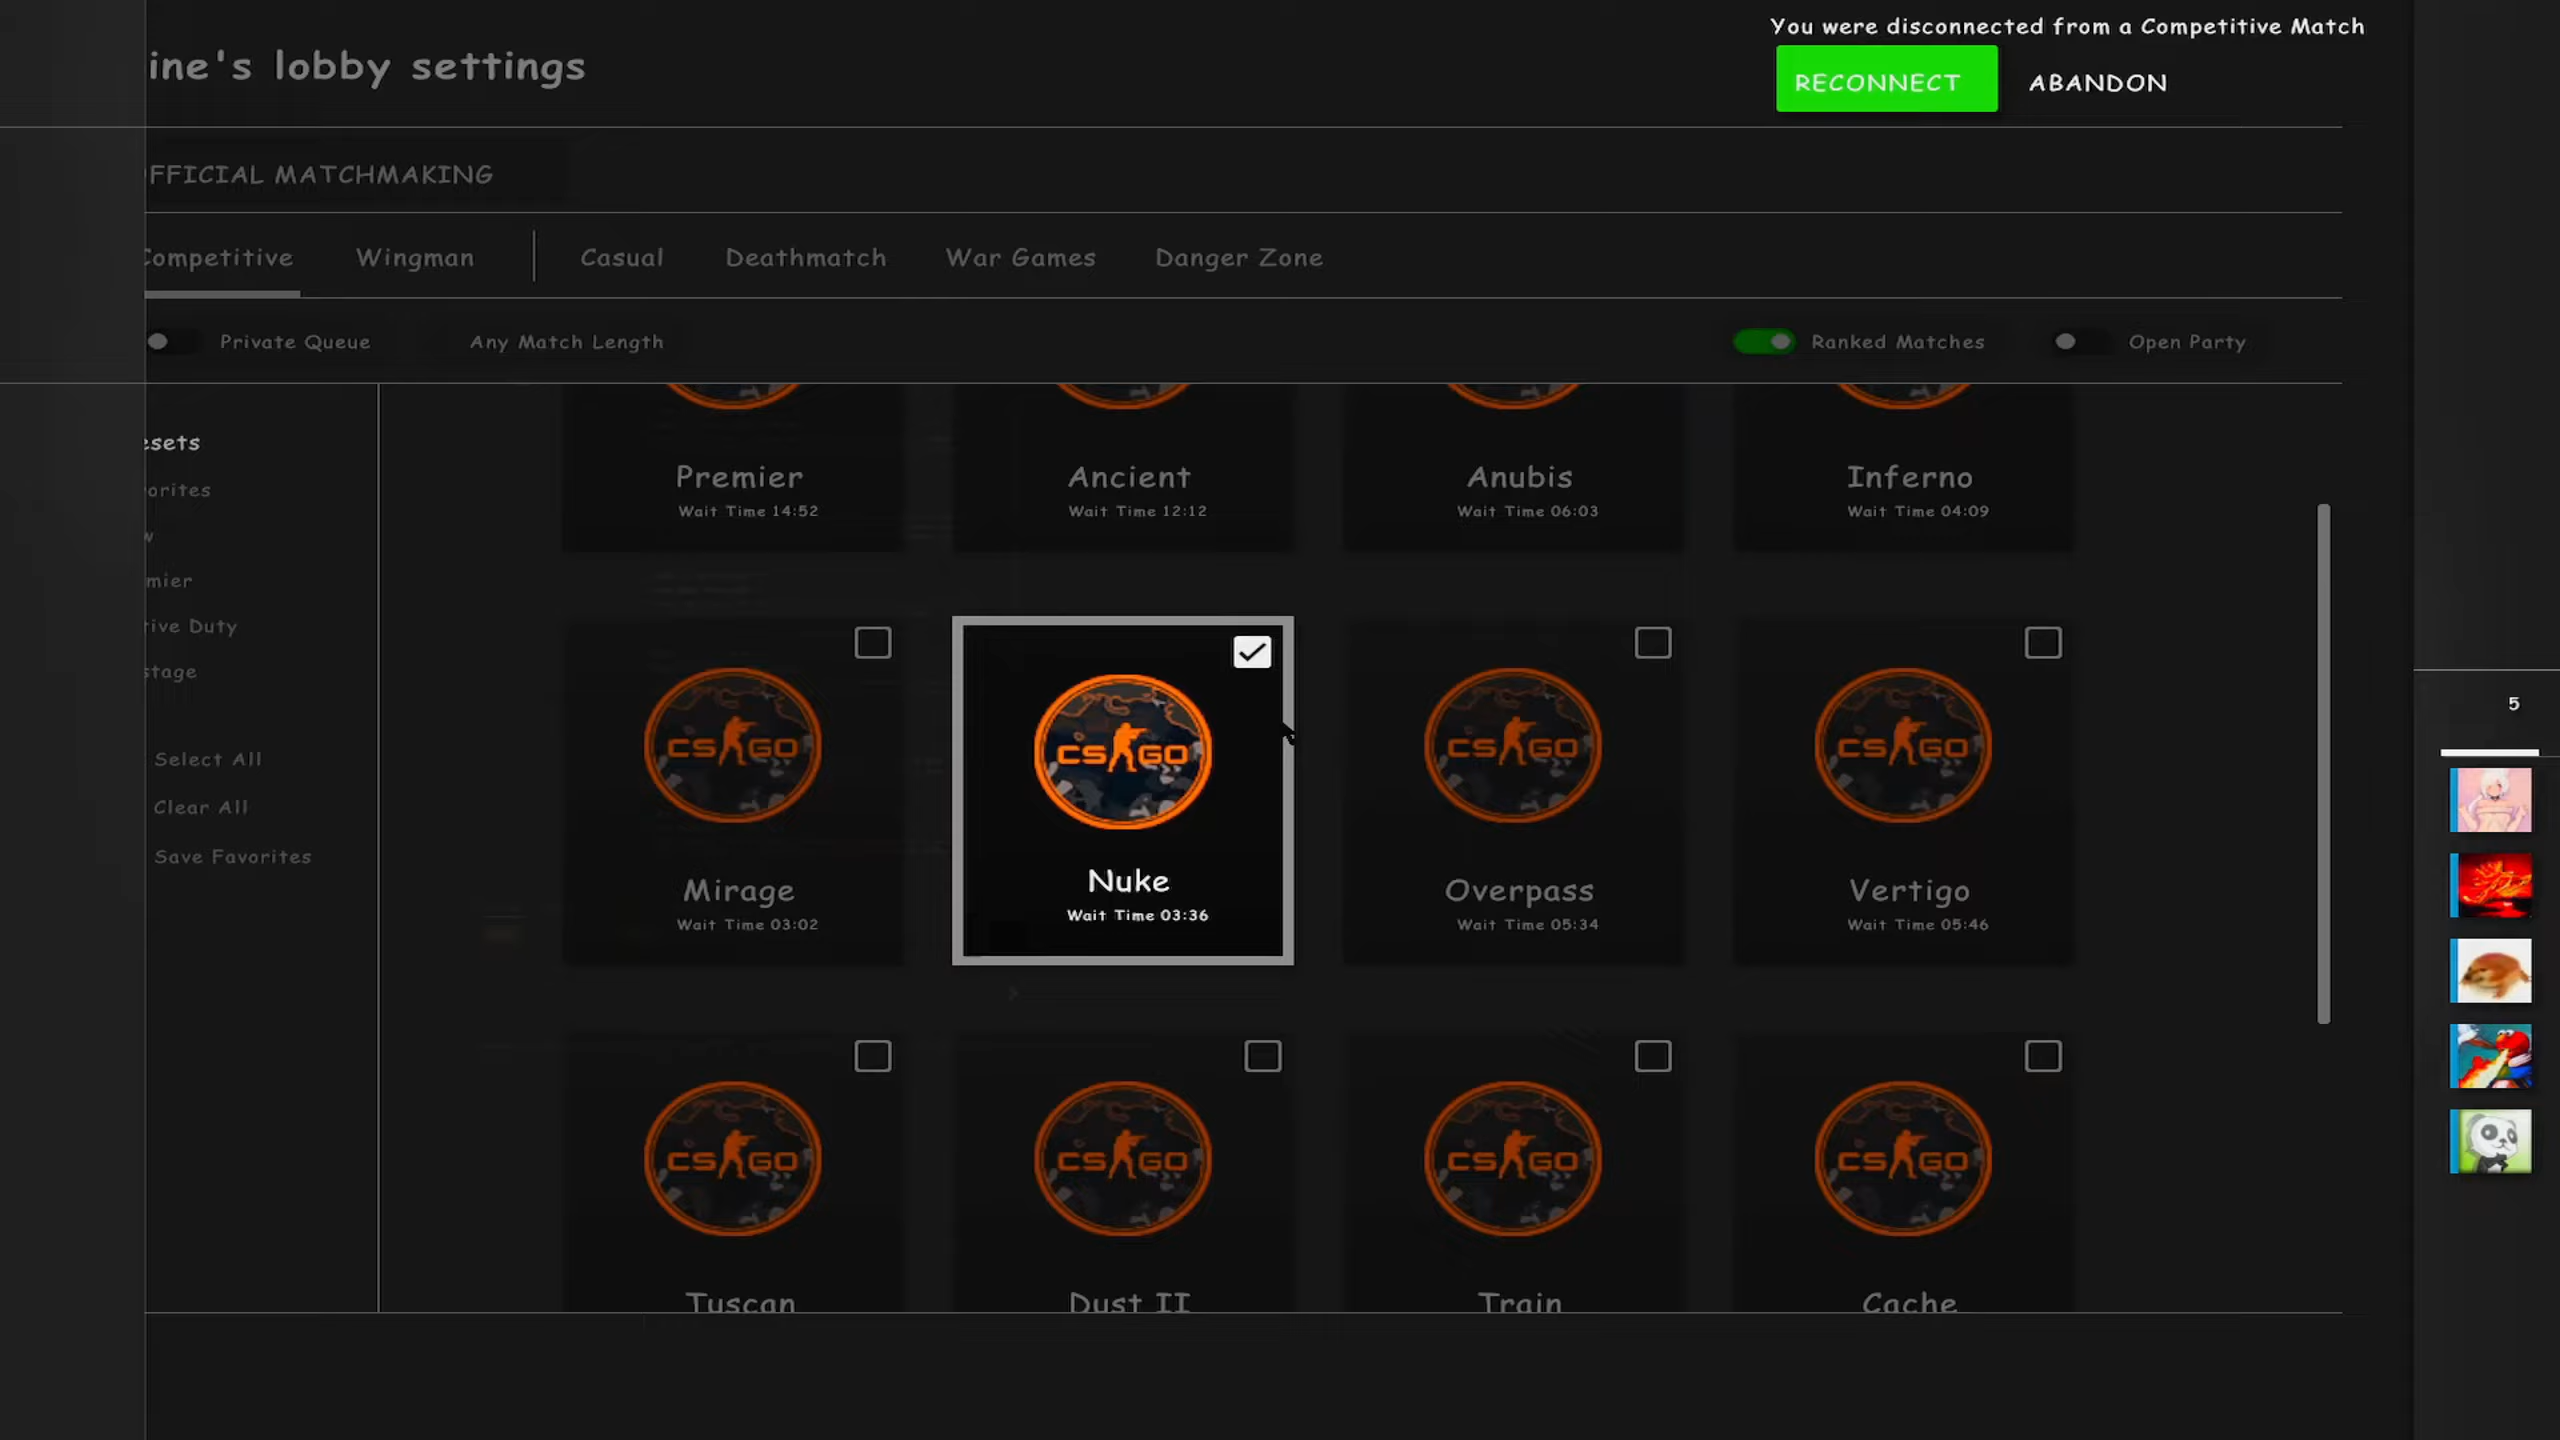 You were disconnected from a Competitive Match
ine's lobby settings
RECONNECT ABANDON
FFICIAL MATCHMAKING
Competitive Wingman Casual Deathmatch War Games Danger Zone
Private Queue Any Match Length Ranked Matches Open Party
esets
orites
w
mier
tive Duty
stage
Select All
Clear All
Save Favorites
Premier Ancient Anubis Inferno
Wait Time 14:52 Wait Time 12:12 Wait Time 06:03 Wait Time 04:09
CS GO CS GO CS GO CS GO
Mirage Nuke Overpass Vertigo
Wait Time 03:02 Wait Time 03:36 Wait Time 05:34 Wait Time 05:46
CS GO CS GO CS GO CS GO
Tuscan Dust II Train Cache
5